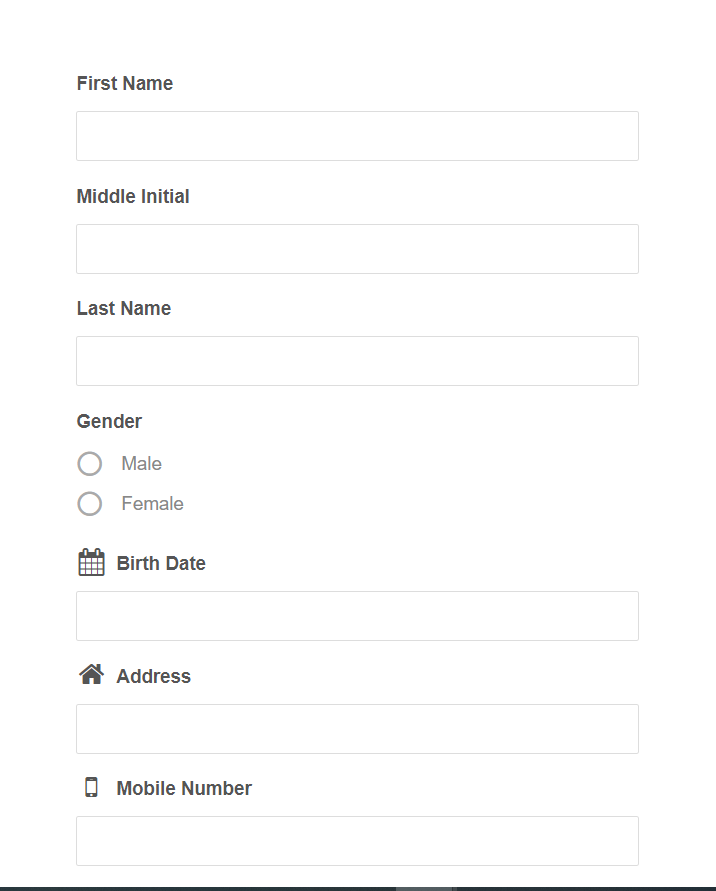 First Name
Middle Initial
Last Name
Gender
Male
Female
Birth Date
Address
Mobile Number